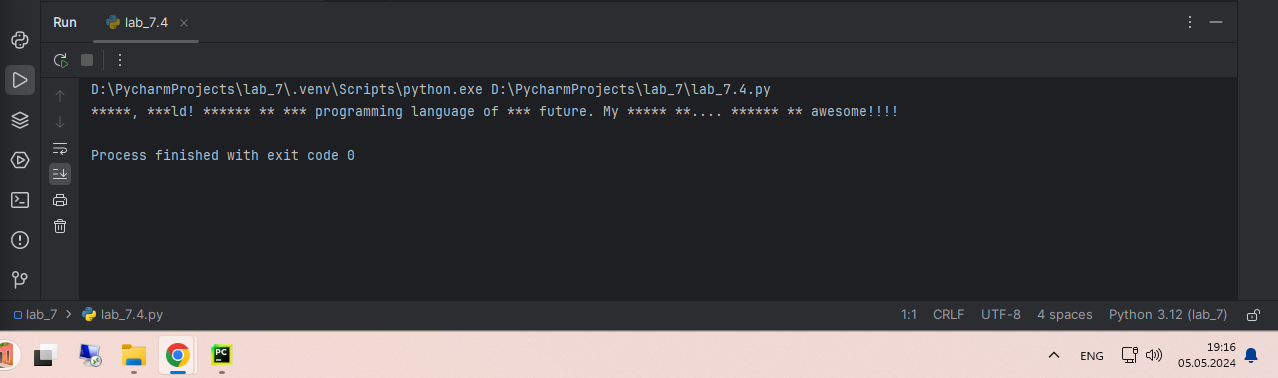 Run lab_7.4
D:\PycharmProjects\lab_7\.venv\Scripts\python.exe D:\PycharmProjects\lab_7\lab_7.4.py
*****, ***ld! ****** ** *** programming language of *** future. My ***** **.... ****** ** awesome!!!!
Process finished with exit code 0
lab_7 > lab_7.4.py 1:1 CRLF UTF-8 4 spaces Python 3.12 (lab_7)
PC
ENG
19:16
05.05.2024